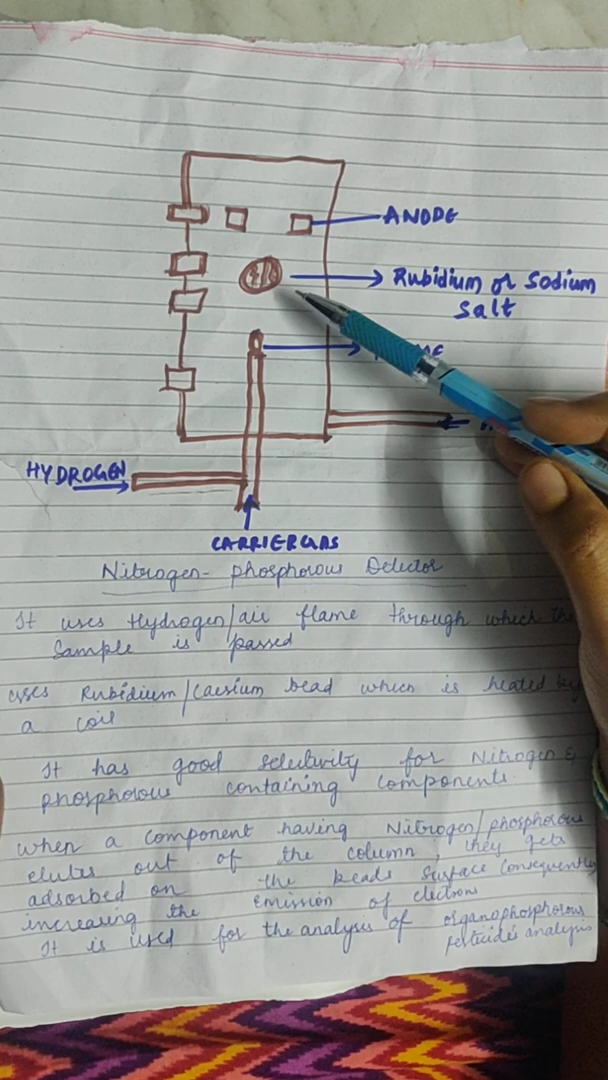 ANODE
Rubidium or Sodium
Salt
HYDROGEN
CARRIER GAS
Nitrogen- phosphorous Detector
It uses Hydrogen/air flame through which
Sample is passed
uses Rubidium/Caesium bead which is heated by
a coil
It has good selectivity for Nitrogen &
phosphorous containing components.
when a component having Nitrogen/phosphorous
elutes out of the column, they gets
adsorbed on the beads surface consequently
increasing the emission of electrons
It is used for the analysis of organophosphorous
pesticides analysis